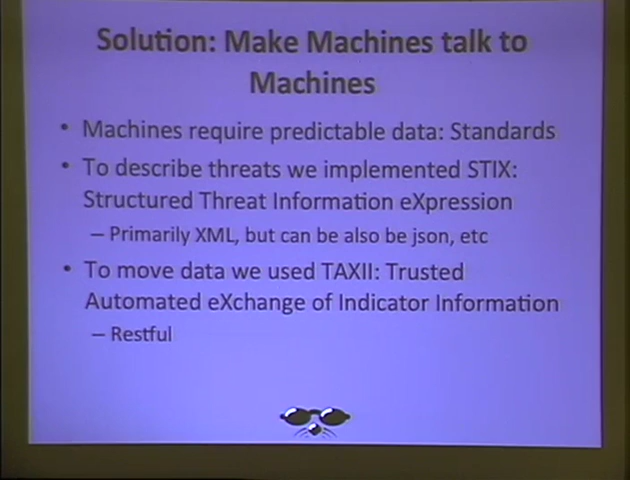 Solution: Make Machines talk to
Machines
• Machines require predictable data: Standards
• To describe threats we implemented STIX:
Structured Threat Information eXpression
– Primarily XML, but can be also be json, etc
• To move data we used TAXII: Trusted
Automated eXchange of Indicator Information
– Restful